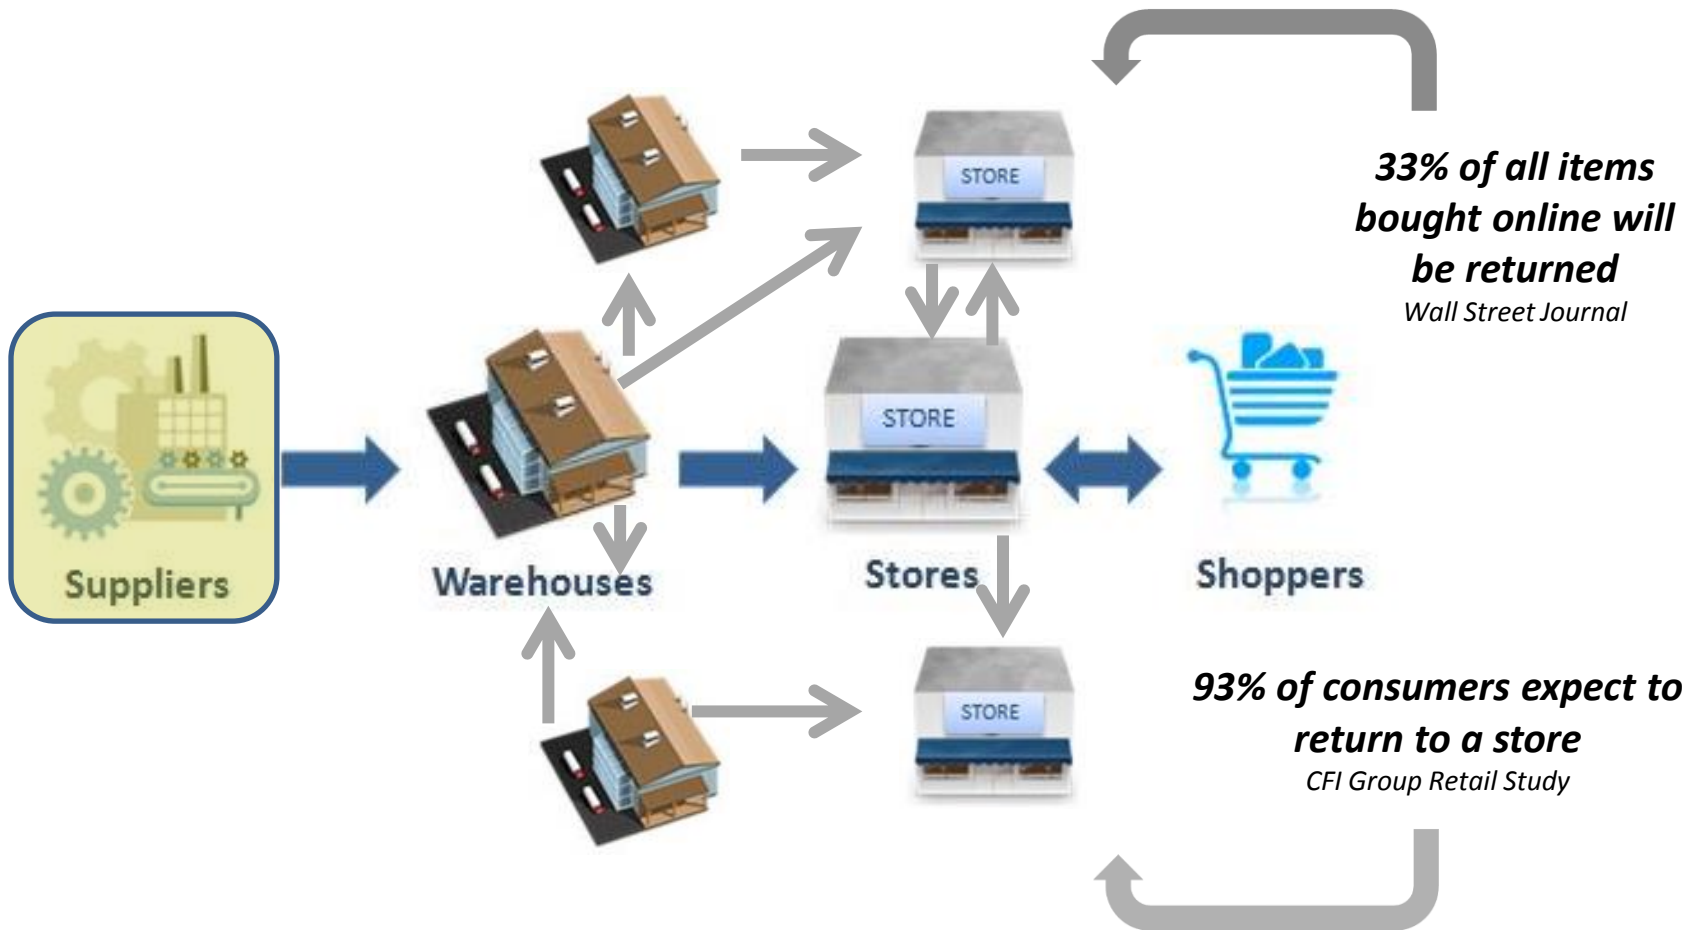 STORE
33% of all items
bought online will
be returned
Wall Street Journal
STORE
Suppliers
Warehouses
Stores
Shoppers
STORE
93% of consumers expect to
return to a store
CFI Group Retail Study